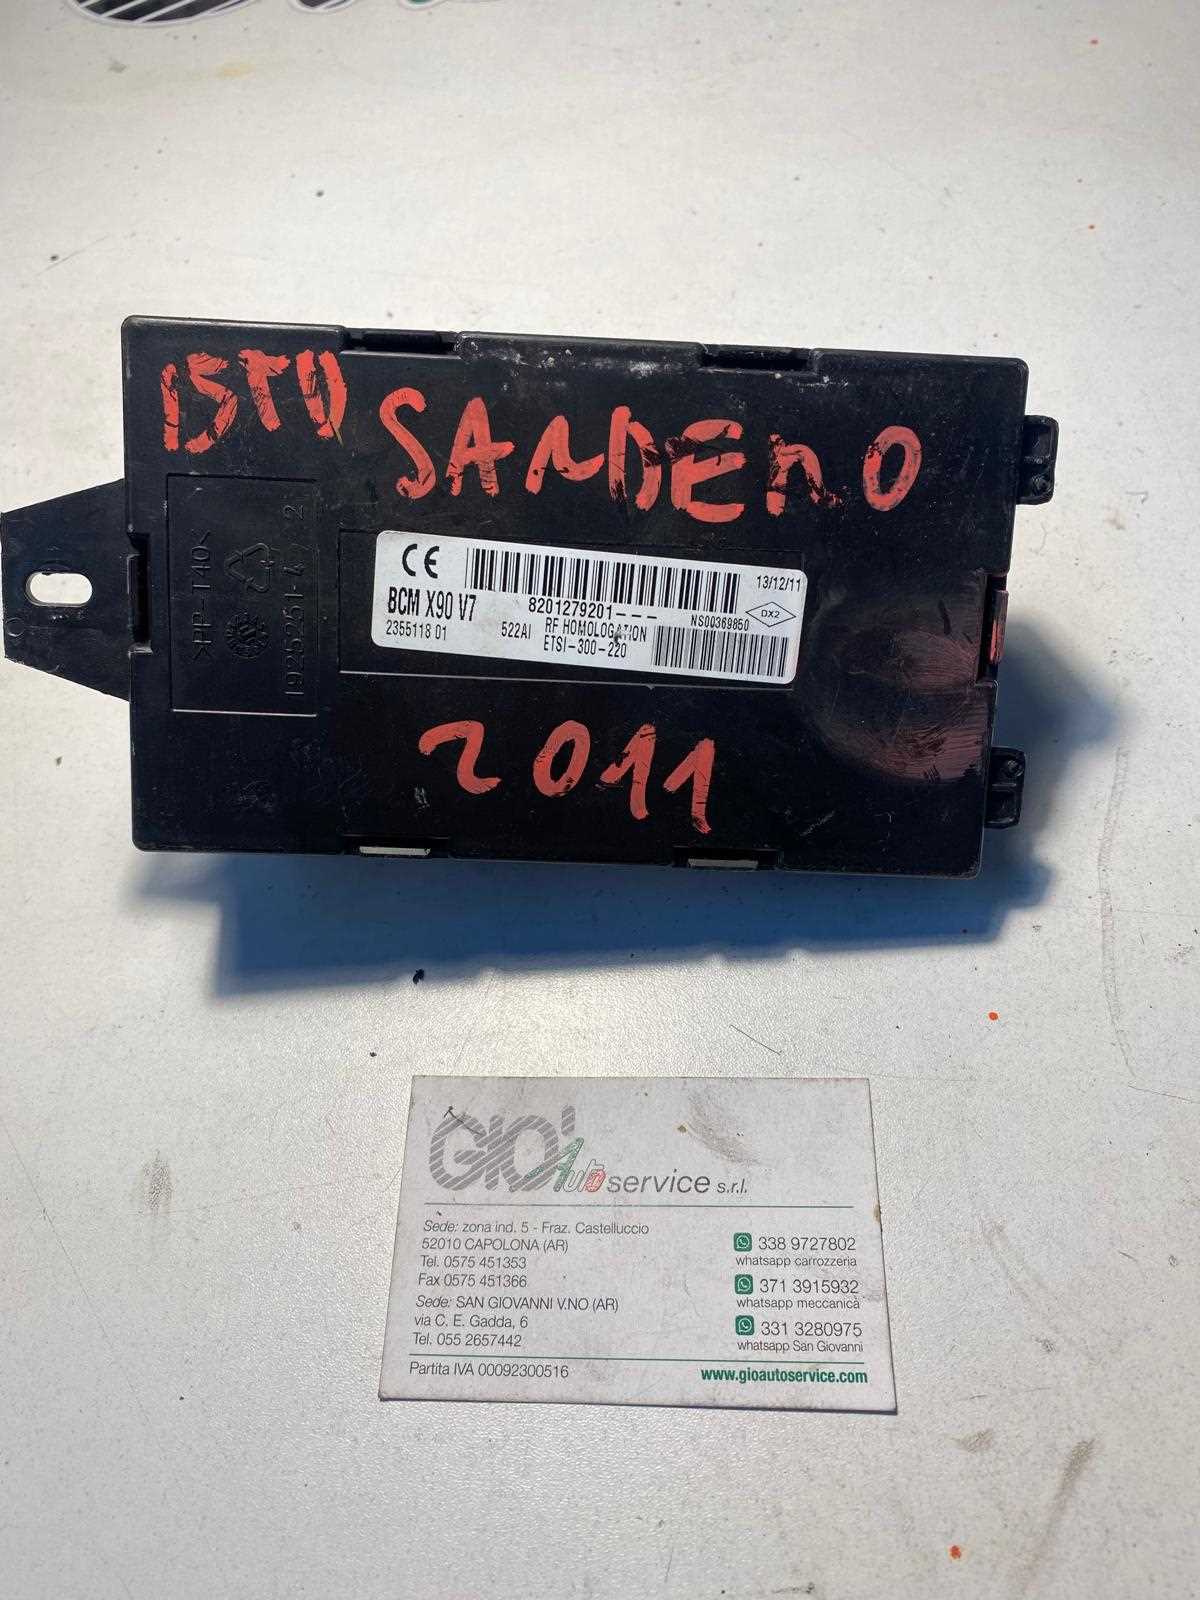 SANDERO
CE
13/12/11
BCM X90 V7
8201279201---
NS00369850
DX2
2355118 01
522AI
RF HOMOLOGATION
ETSI-300-220
>PP-T40<
1925251-4 2
2011
GIO' Auto service s.r.l.
Sede: zona ind. 5 - Fraz. Castelluccio
52010 CAPOLONA (AR)
Tel. 0575 451353
Fax 0575 451366
Sede: SAN GIOVANNI V.NO (AR)
via C. E. Gadda, 6
Tel. 055 2657442
338 9727802
whatsapp carrozzeria
371 3915932
whatsapp meccanica
331 3280975
whatsapp San Giovanni
Partita IVA 00092300516
www.gioautoservice.com